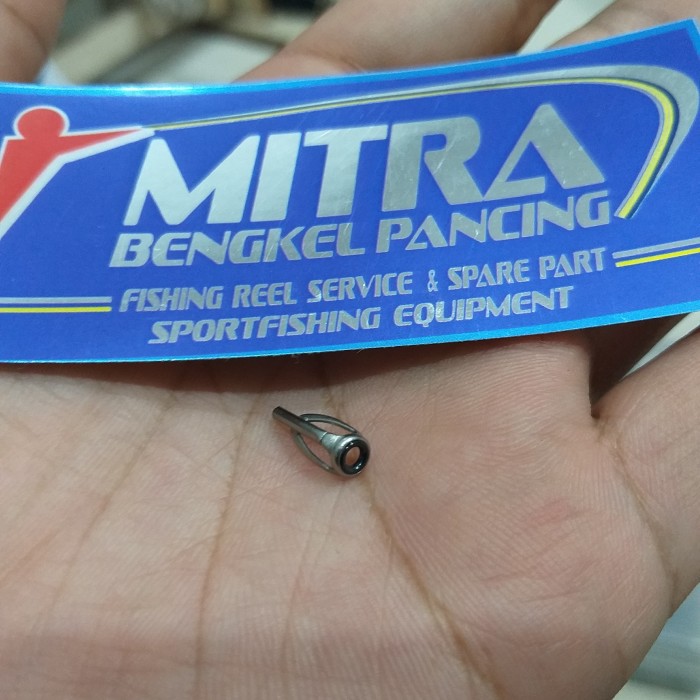 MITRA
BENGKEL PANCING
FISHING REEL SERVICE & SPARE PART
SPORTFISHING EQUIPMENT